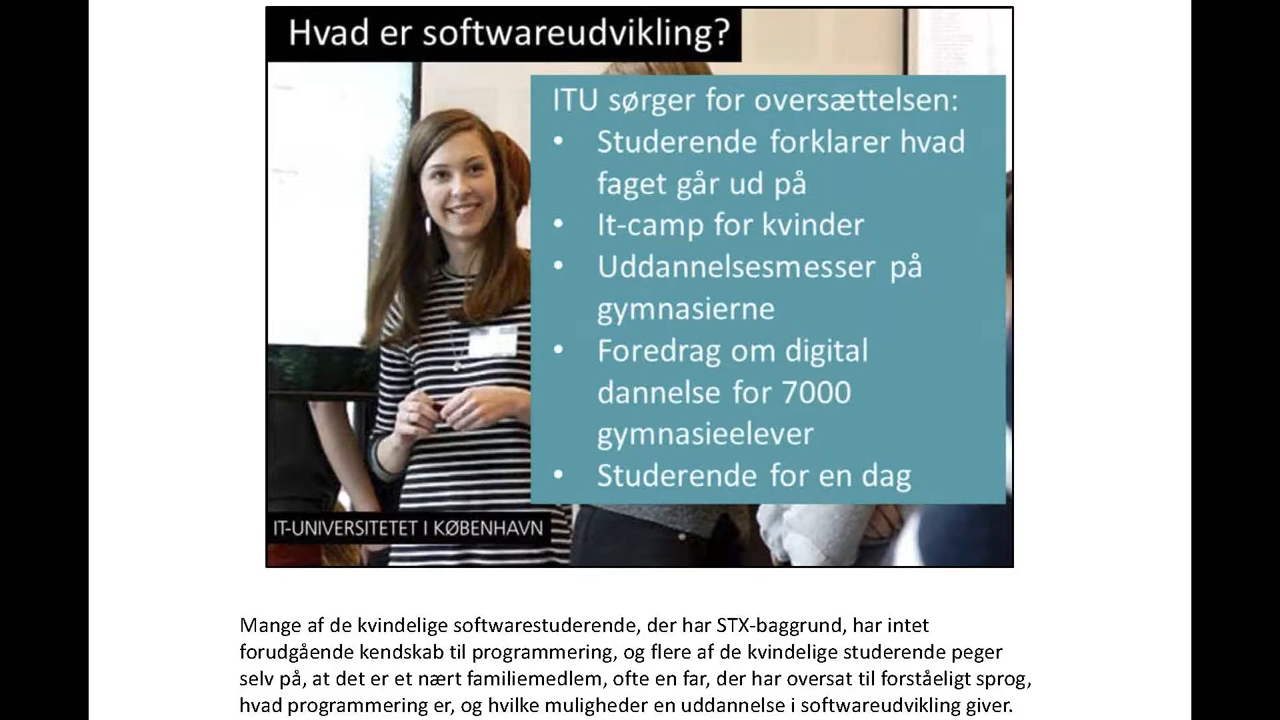 Hvad er softwareudvikling?
ITU sørger for oversættelsen:
• Studerende forklarer hvad
faget går ud på
• It-camp for kvinder
• Uddannelsesmesser på
gymnasierne
• Foredrag om digital
dannelse for 7000
gymnasieelever
• Studerende for en dag
IT-UNIVERSITETET I KØBENHAVN
Mange af de kvindelige softwarestuderende, der har STX-baggrund, har intet
forudgående kendskab til programmering, og flere af de kvindelige studerende peger
selv på, at det er et nært familiemedlem, ofte en far, der har oversat til forståeligt sprog,
hvad programmering er, og hvilke muligheder en uddannelse i softwareudvikling giver.